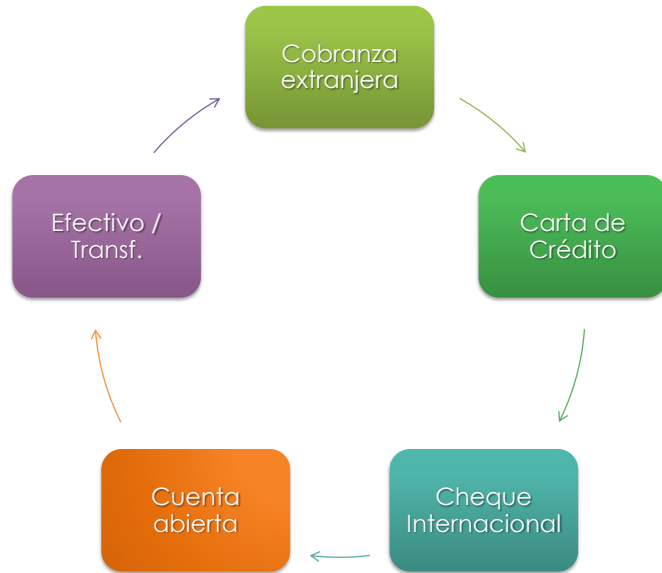 Cobranza
extranjera
Carta de
Crédito
Cheque
Internacional
Cuenta
abierta
Efectivo /
Transf.